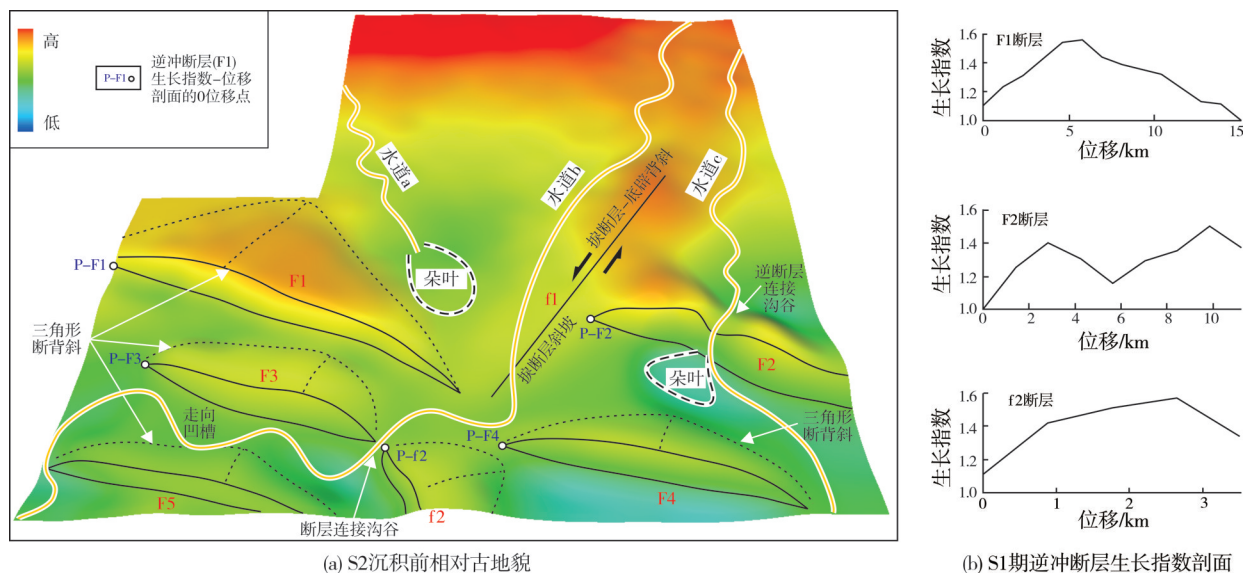 高
低
P-F1
逆冲断层(F1)
生长指数-位移
剖面的0位移点
水道a
水道b
水道c
捩断层-底辟背斜
逆断层
连接
沟谷
朵叶
P-F1
F1
f1
P-F2
F2
三角形
断背斜
P-F3
F3
捩断层斜坡
朵叶
走向
凹槽
P-F4
P-f2
三角形
断背斜
F5
f2
F4
断层连接沟谷
(a) S2沉积前相对古地貌
F1断层
生长指数
1.6
1.4
1.2
1.0
0
5
10
15
位移/km
F2断层
生长指数
1.6
1.4
1.2
1.0
0
2
4
6
8
10
位移/km
f2断层
生长指数
1.6
1.4
1.2
1.0
0
1
2
3
位移/km
(b) S1期逆冲断层生长指数剖面